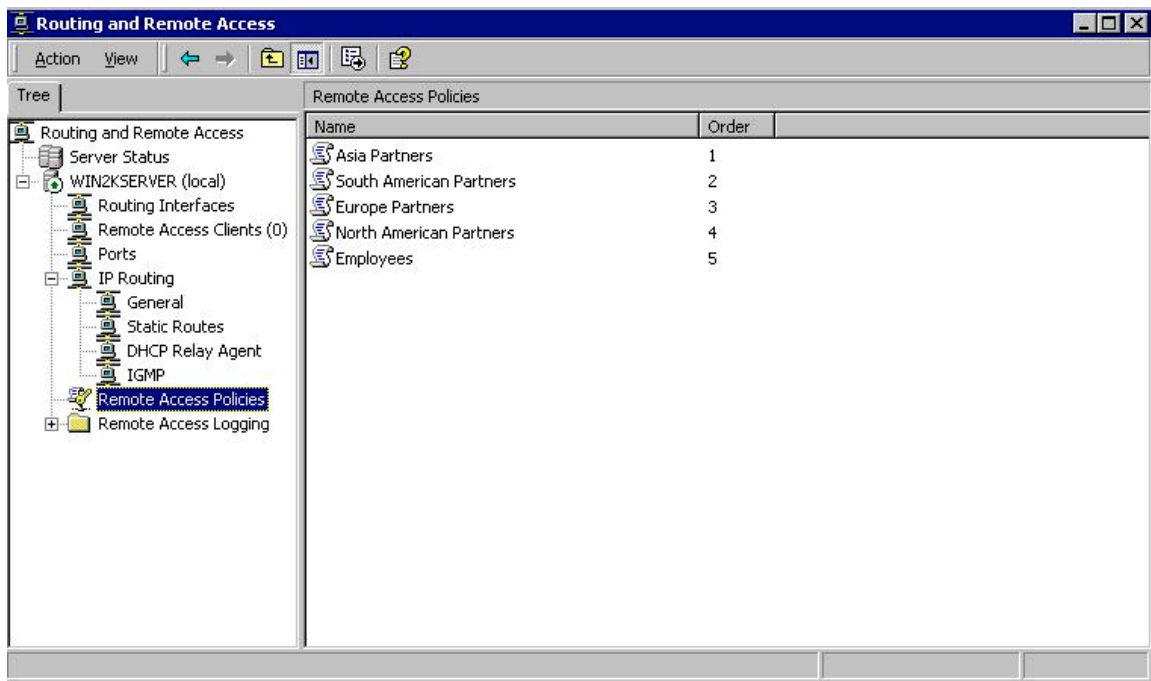 Routing and Remote Access
Action View
Tree
Remote Access Policies
Routing and Remote Access
Server Status
WIN2KSERVER (local)
Routing Interfaces
Remote Access Clients (0)
Ports
IP Routing
General
Static Routes
DHCP Relay Agent
IGMP
Remote Access Policies
Remote Access Logging
Name Order
Asia Partners 1
South American Partners 2
Europe Partners 3
North American Partners 4
Employees 5